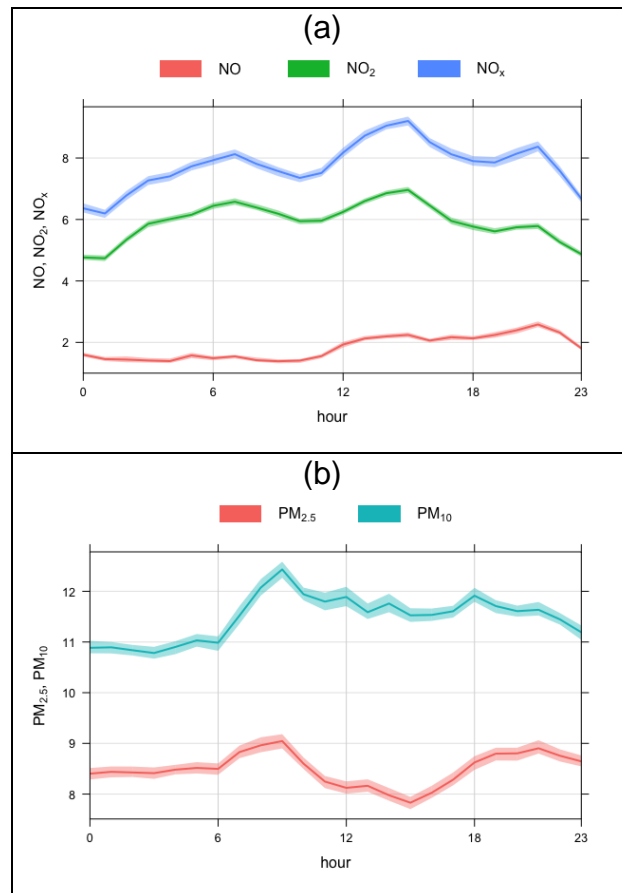 (a)
NO NO₂ NOₓ
8
6
4
2
NO, NO₂, NOₓ
0 6 12 18 23
hour
(b)
PM₂.₅ PM₁₀
12
11
10
9
8
PM₂.₅, PM₁₀
0 6 12 18 23
hour